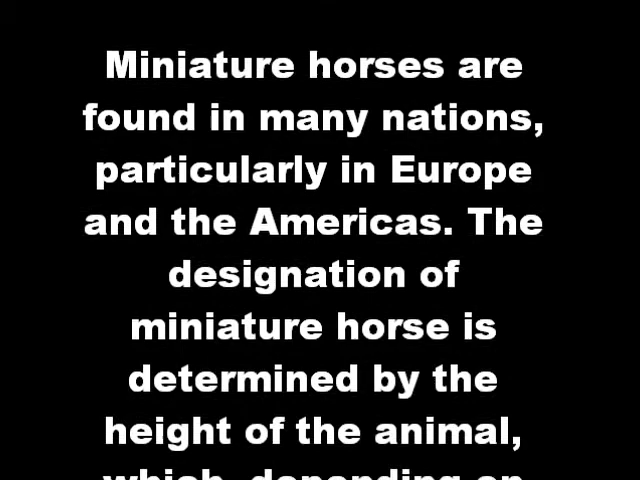 Miniature horses are
found in many nations,
particularly in Europe
and the Americas. The
designation of
miniature horse is
determined by the
height of the animal,
which, depending on